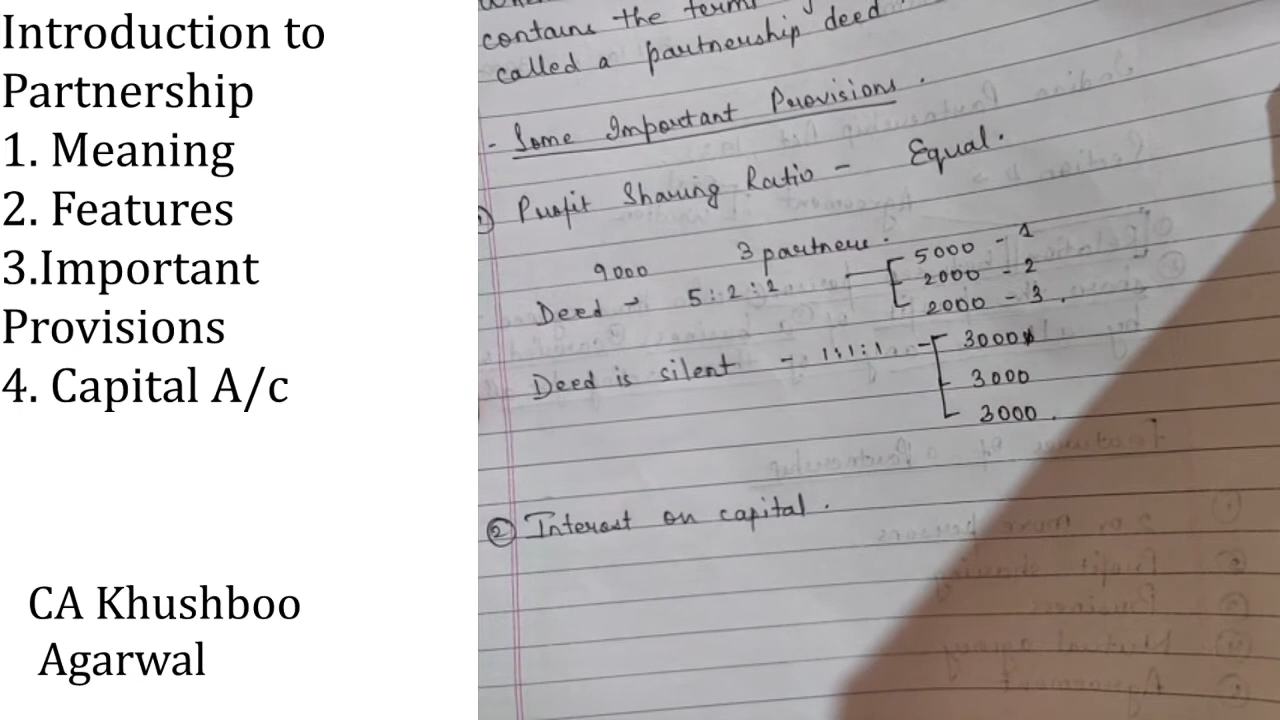 Introduction to
Partnership
1. Meaning
2. Features
3.Important
Provisions
4. Capital A/c
CA Khushboo
Agarwal
contains the terms
called a partnership deed.
- Some Important Provisions.
1) Profit Sharing Ratio - Equal.
9000 3 partners.
Deed → 5:2:2
5000 - 1
2000 - 2
2000 - 3.
Deed is silent - 1:1:1
3000
3000
3000.
② Interest on capital.